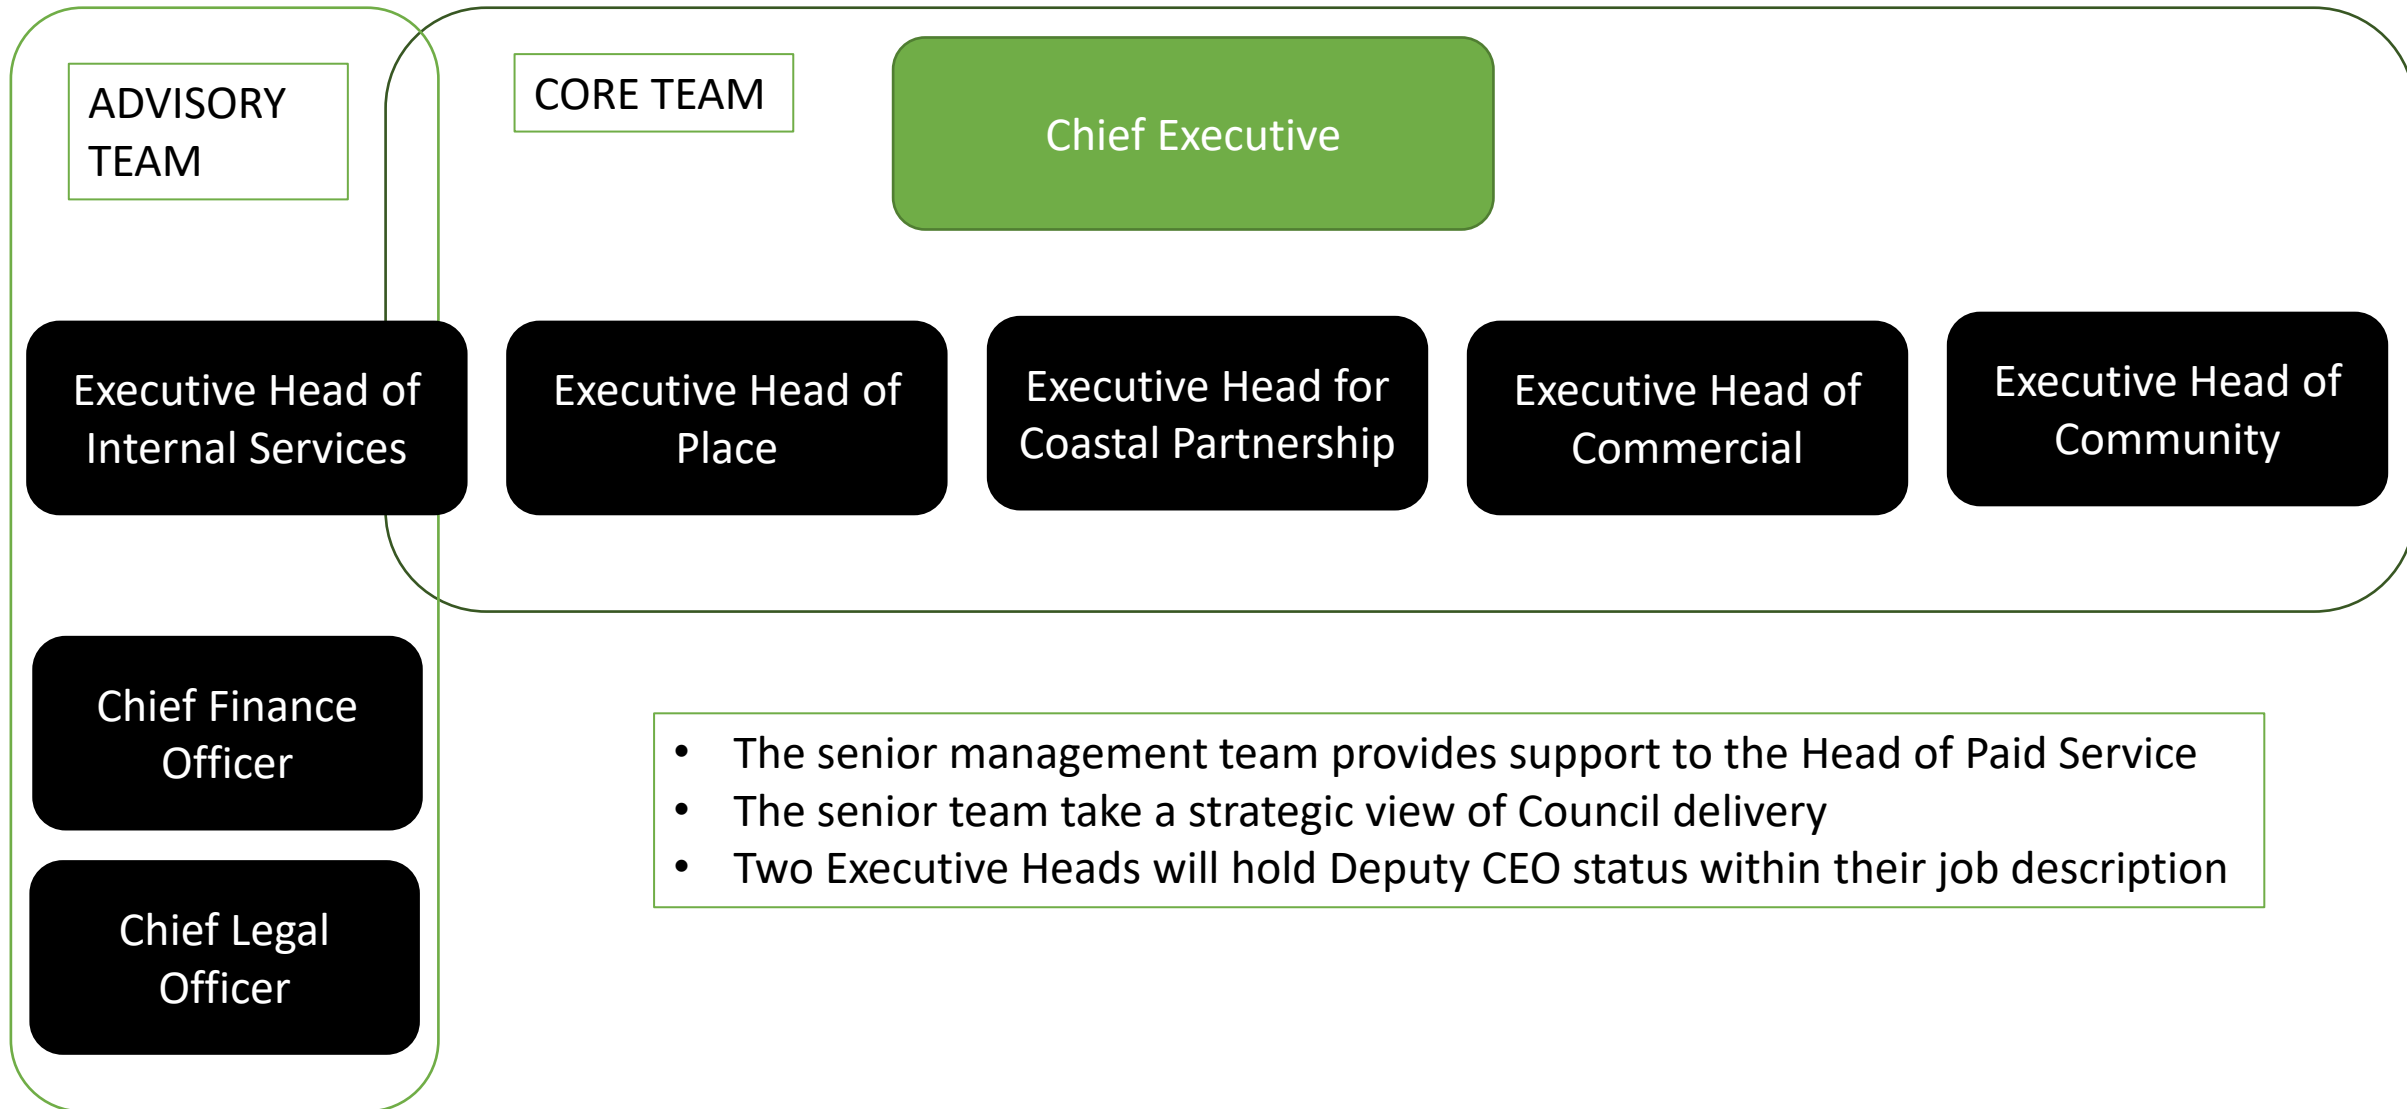 ADVISORY
TEAM
CORE TEAM
Chief Executive
Executive Head of
Internal Services
Executive Head of
Place
Executive Head for
Coastal Partnership
Executive Head of
Commercial
Executive Head of
Community
Chief Finance
Officer
Chief Legal
Officer
• The senior management team provides support to the Head of Paid Service
• The senior team take a strategic view of Council delivery
• Two Executive Heads will hold Deputy CEO status within their job description